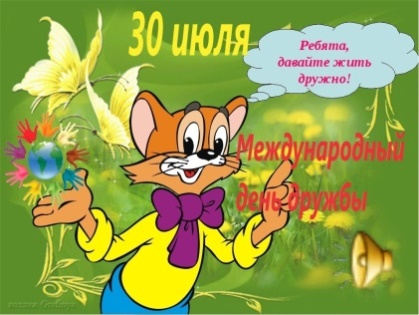 30 июля
Ребята,
давайте жить
дружно!
Международный
день дружбы